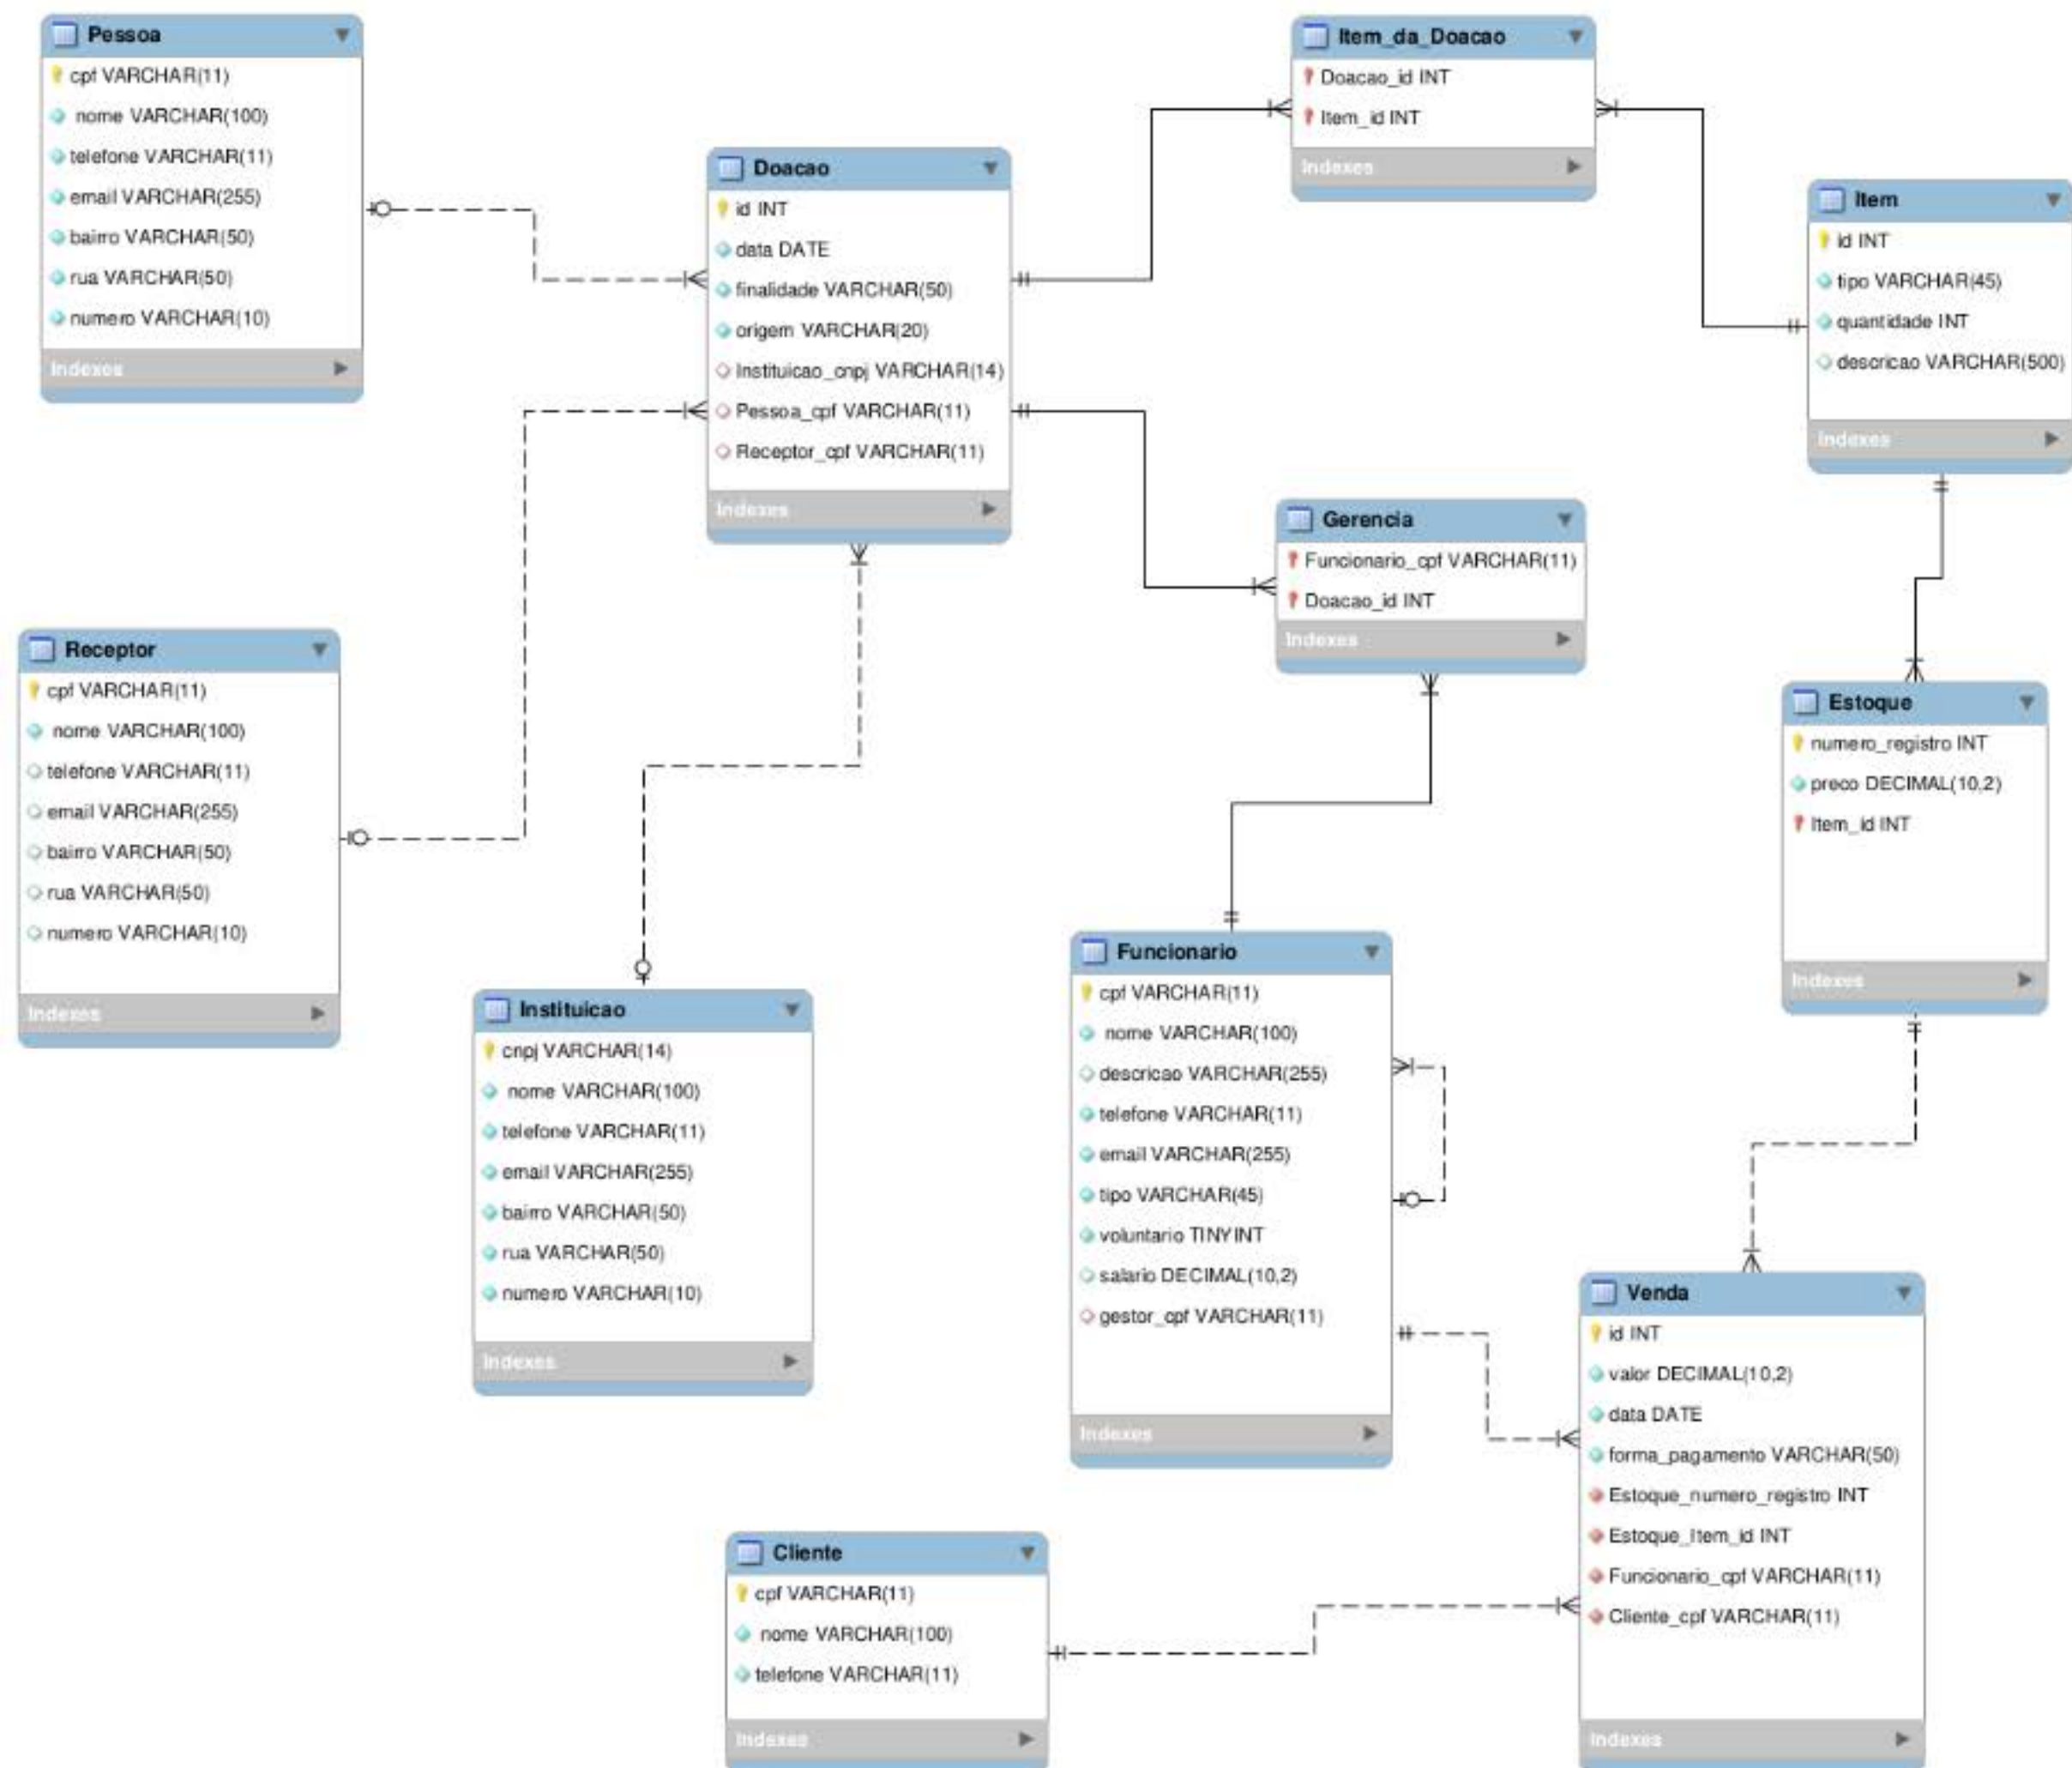 Pessoa
cpf VARCHAR(11)
nome VARCHAR(100)
telefone VARCHAR(11)
email VARCHAR(255)
bairro VARCHAR(50)
rua VARCHAR(50)
numero VARCHAR(10)
Indexes
Doacao
id INT
data DATE
finalidade VARCHAR(50)
origem VARCHAR(20)
Instituicao_cnpj VARCHAR(14)
Pessoa_cpf VARCHAR(11)
Receptor_cpf VARCHAR(11)
Indexes
Item_da_Doacao
Doacao_id INT
Item_id INT
Indexes
Item
id INT
tipo VARCHAR(45)
quantidade INT
descricao VARCHAR(500)
Indexes
Gerencia
Funcionario_cpf VARCHAR(11)
Doacao_id INT
Indexes
Receptor
cpf VARCHAR(11)
nome VARCHAR(100)
telefone VARCHAR(11)
email VARCHAR(255)
bairro VARCHAR(50)
rua VARCHAR(50)
numero VARCHAR(10)
Indexes
Estoque
numero_registro INT
preco DECIMAL(10,2)
Item_id INT
Indexes
Instituicao
cnpj VARCHAR(14)
nome VARCHAR(100)
telefone VARCHAR(11)
email VARCHAR(255)
bairro VARCHAR(50)
rua VARCHAR(50)
numero VARCHAR(10)
Indexes
Funcionario
cpf VARCHAR(11)
nome VARCHAR(100)
descricao VARCHAR(255)
telefone VARCHAR(11)
email VARCHAR(255)
tipo VARCHAR(45)
voluntario TINYINT
salario DECIMAL(10,2)
gestor_cpf VARCHAR(11)
Indexes
Venda
id INT
valor DECIMAL(10,2)
data DATE
forma_pagamento VARCHAR(50)
Estoque_numero_registro INT
Estoque_Item_id INT
Funcionario_cpf VARCHAR(11)
Cliente_cpf VARCHAR(11)
Indexes
Cliente
cpf VARCHAR(11)
nome VARCHAR(100)
telefone VARCHAR(11)
Indexes